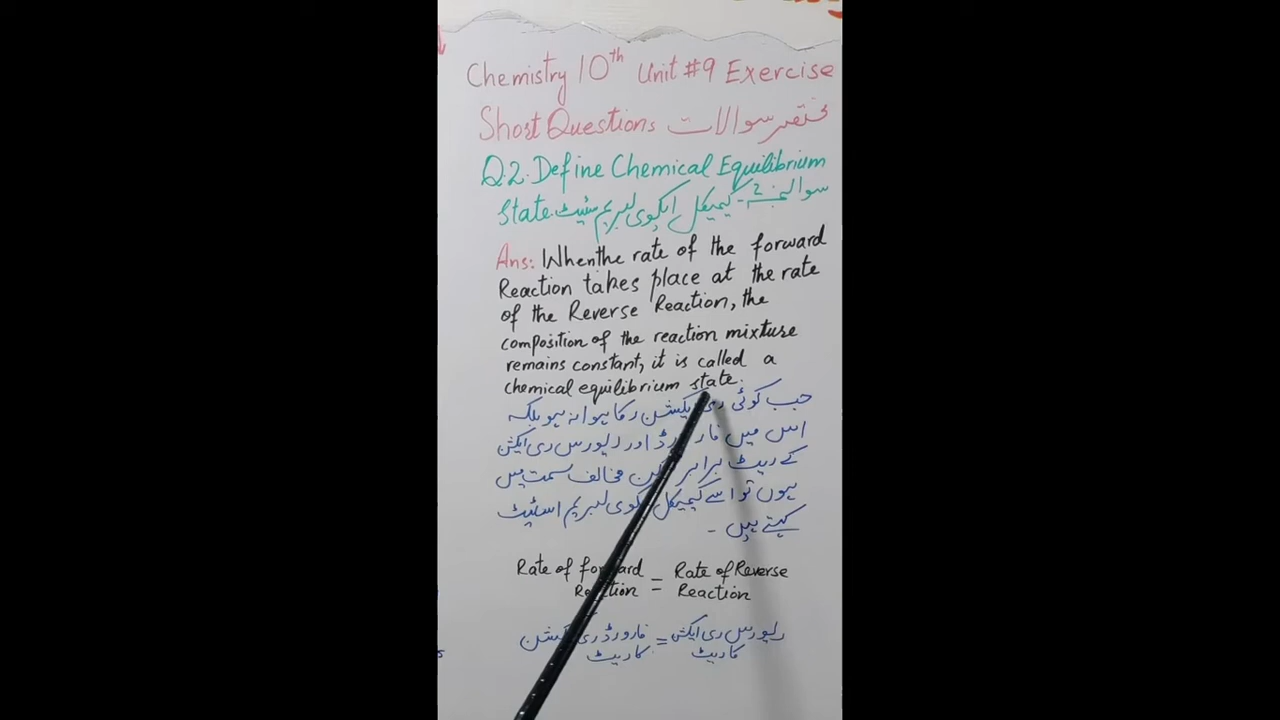 Chemistry 10th Unit #9 Exercise
Short Questions مختصر سوالات
Q.2. Define Chemical Equilibrium
سوال نمبر 2۔ کیمیکل ایکوی لبریم سٹیٹ۔ State
Ans: When the rate of the forward
Reaction takes place at the rate
of the Reverse Reaction, the
composition of the reaction mixture
remains constant, it is called a
chemical equilibrium state.
جب کوئی ری ایکشن رکا ہوا نہ ہو بلکہ
اس میں فارورڈ اور ریورس ری ایکشن
کے ریٹ برابر لیکن مخالف سمت میں
ہوں تو اسے کیمیکل ایکوی لبریم اسٹیٹ
کہتے ہیں ۔
Rate of forward = Rate of Reverse
Reaction Reaction
فارورڈ ری ایکشن = ریورس ری ایکشن
کا ریٹ کا ریٹ